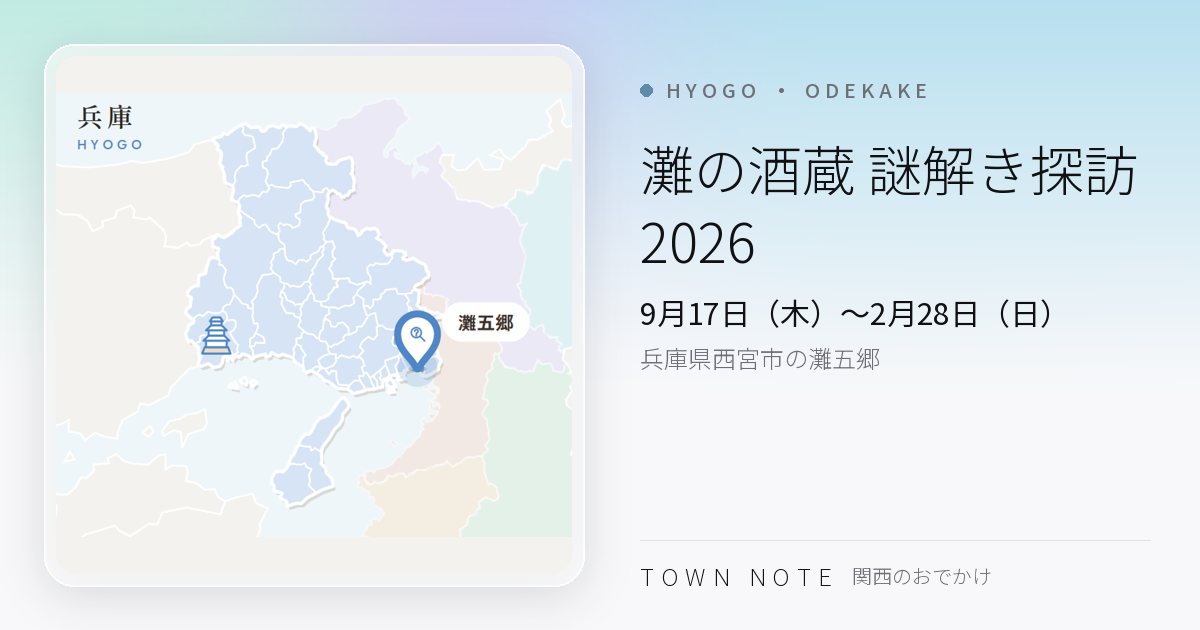 兵庫
HYOGO
灘五郷
HYOGO • ODEKAKE
灘の酒蔵 謎解き探訪
2026
9月17日（木）〜2月28日（日）
兵庫県西宮市の灘五郷
TOWN NOTE 関西のおでかけ